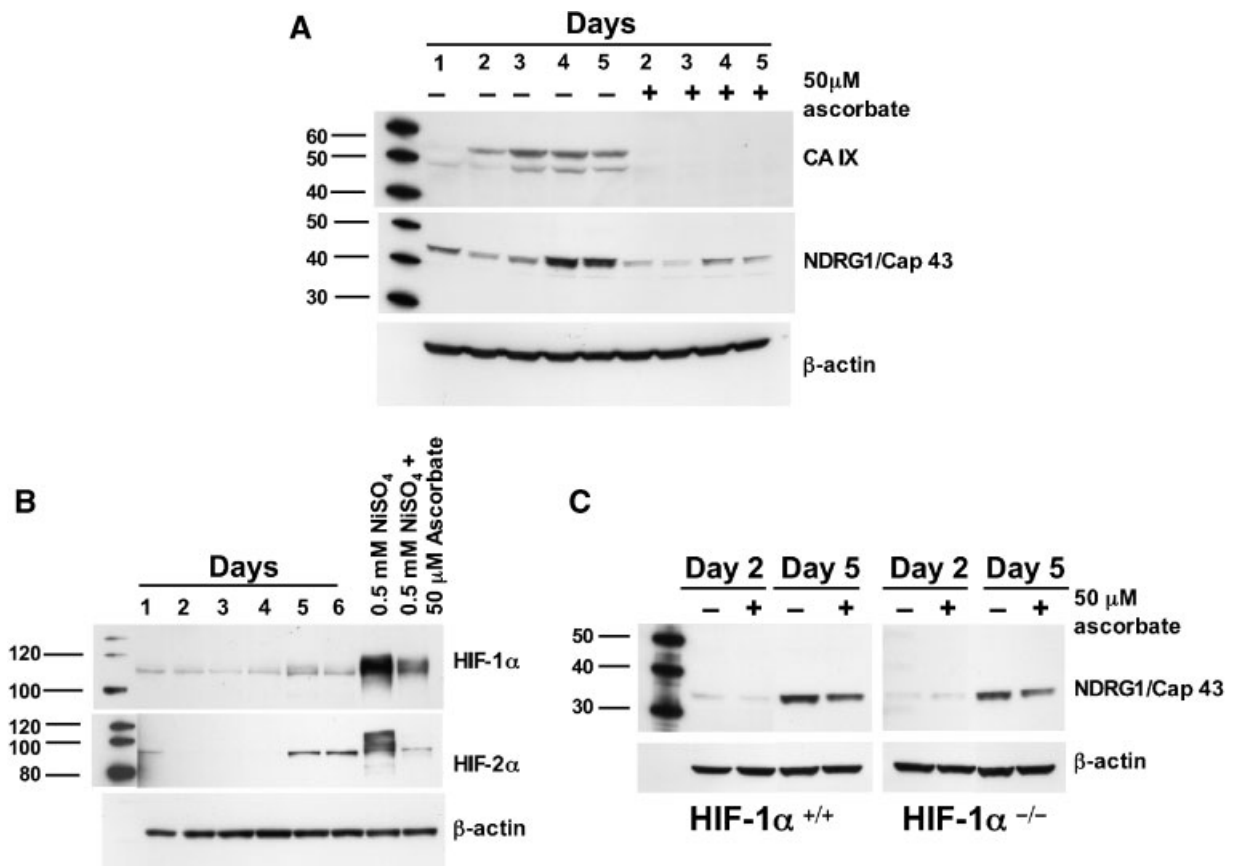 A
Days
1 2 3 4 5 2 3 4 5
– – – – – + + + +
50μM
ascorbate
60
50
40
CA IX
50
40
30
NDRG1/Cap 43
β-actin
B
Days
1 2 3 4 5 6
0.5 mM NiSO₄
0.5 mM NiSO₄ +
50 μM Ascorbate
120
100
HIF-1α
120
100
80
HIF-2α
β-actin
C
Day 2 Day 5 Day 2 Day 5
– + – + – + – +
50 μM
ascorbate
50
40
30
NDRG1/Cap 43
β-actin
HIF-1α +/+ HIF-1α –/–